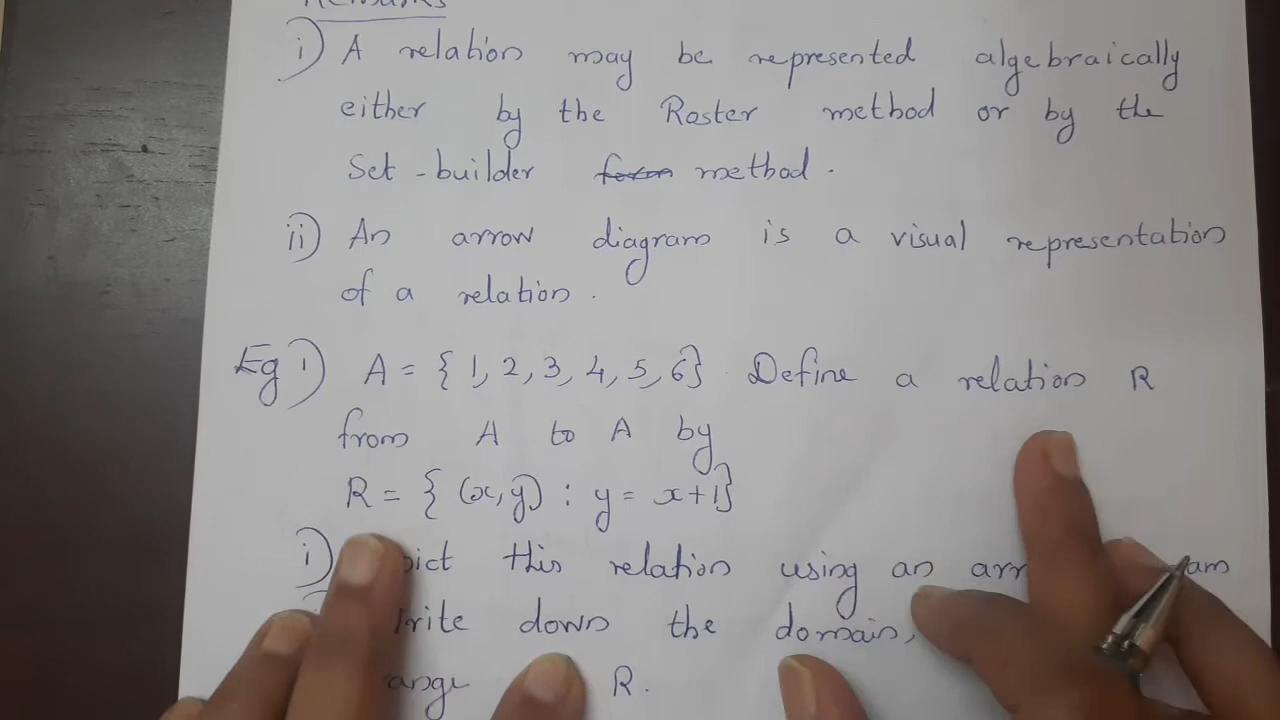 i) A relation may be represented algebraically
either by the Roster method or by the
Set-builder method.
ii) An arrow diagram is a visual representation
of a relation.
Eg 1) A = {1, 2, 3, 4, 5, 6}. Define a relation R
from A to A by
R = {(x, y) : y = x+1}
i) this relation using an
down the domain,
R.